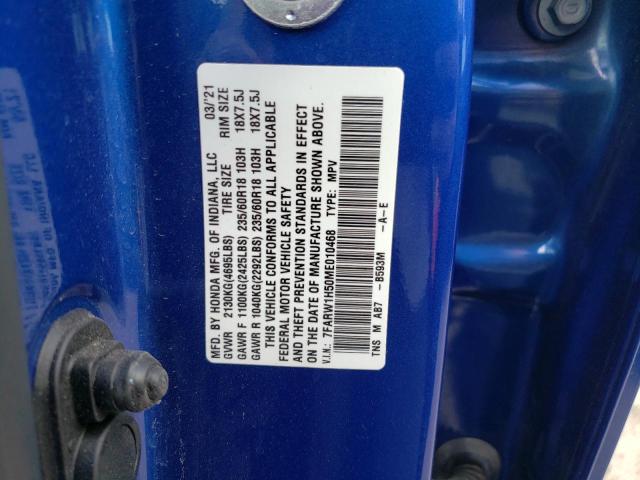 MFD. BY HONDA MFG. OF INDIANA, LLC 03/'21
GVWR 2130KG(4695LBS) TIRE SIZE RIM SIZE
GAWR F 1100KG(2425LBS) 235/60R18 103H 18X7.5J
GAWR R 1040KG(2292LBS) 235/60R18 103H 18X7.5J
THIS VEHICLE CONFORMS TO ALL APPLICABLE
FEDERAL MOTOR VEHICLE SAFETY
AND THEFT PREVENTION STANDARDS IN EFFECT
ON THE DATE OF MANUFACTURE SHOWN ABOVE.
V.I.N.: 7FARW1H50ME010468 TYPE: MPV
TNS M AB7 -B593M -A-E